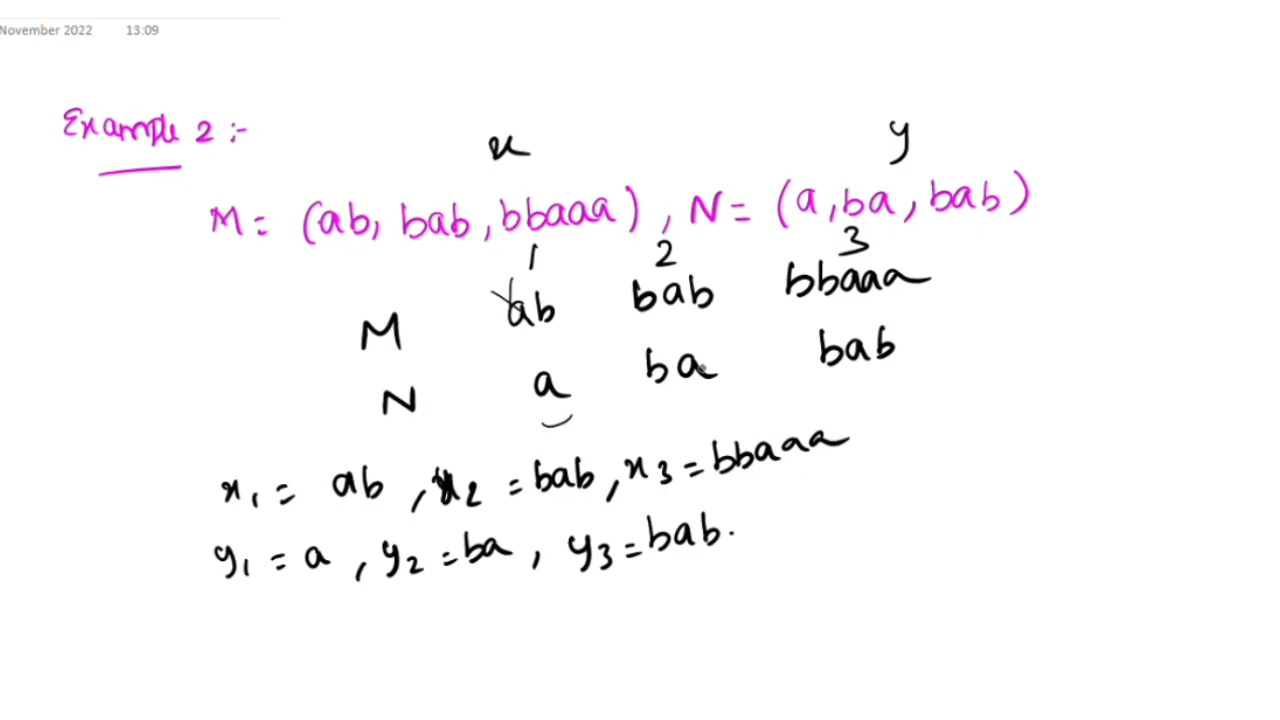 November 2022 13:09
Example 2 :-
x y
M = (ab, bab, bbaaa) , N = (a, ba, bab)
1 2 3
M ab bab bbaaa
N a ba bab
x1 = ab , x2 = bab, x3 = bbaaa
y1 = a , y2 = ba , y3 = bab.